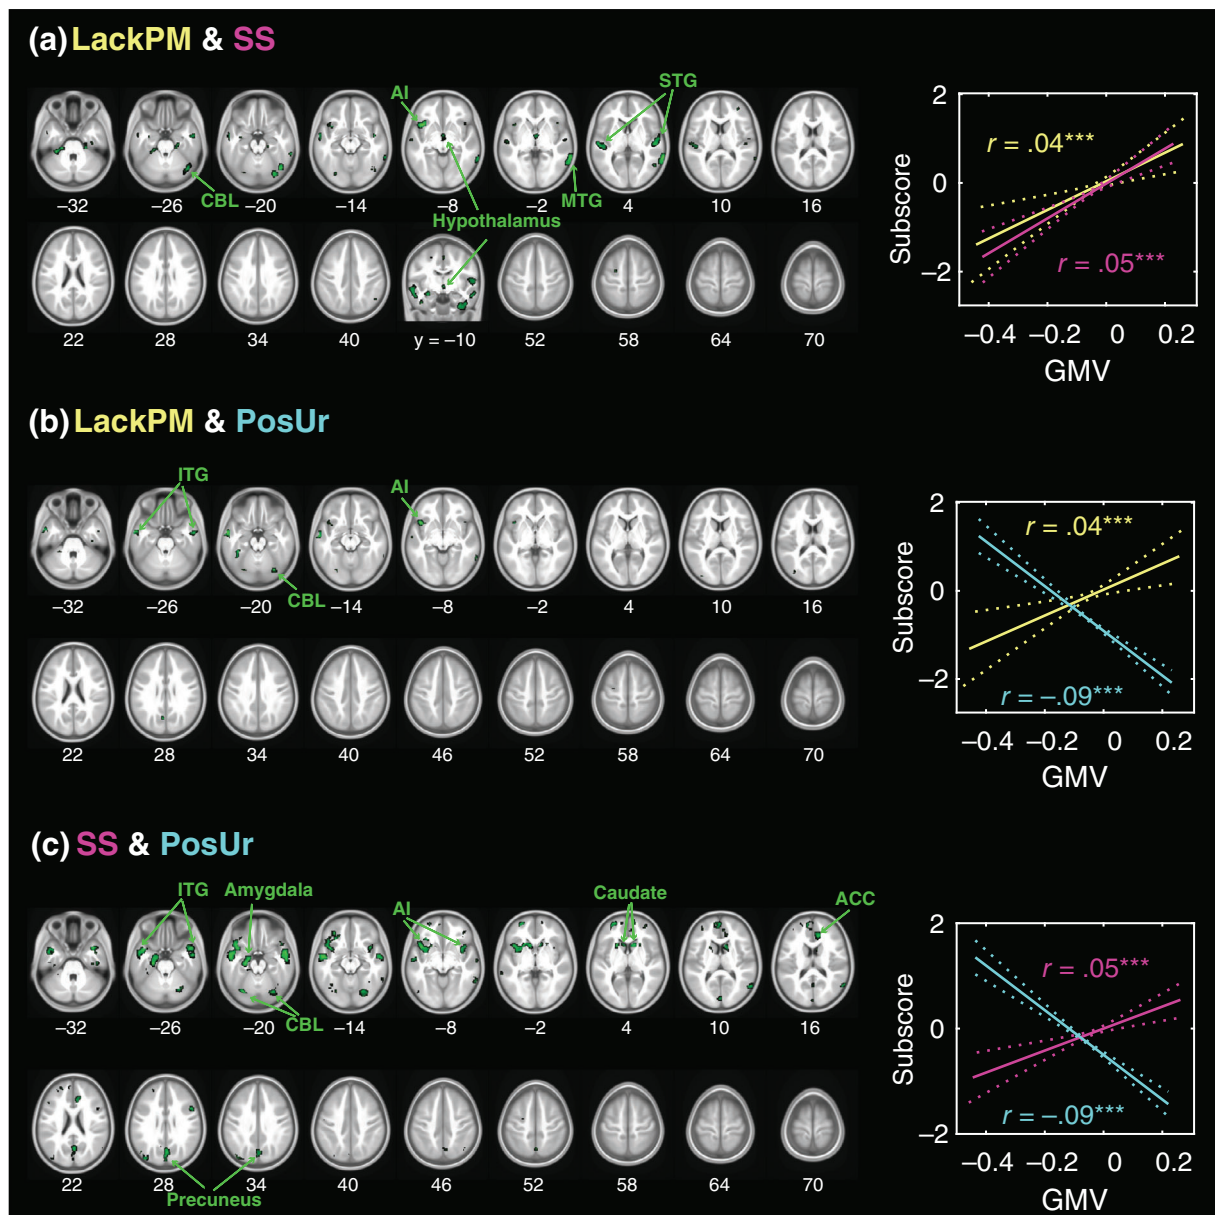 (a) LackPM & SS
AI
STG
CBL
MTG
Hypothalamus
−32 −26 −20 −14 −8 −2 4 10 16
22 28 34 40 y = −10 52 58 64 70
2
0
−2
Subscore
r = .04***
r = .05***
−0.4 −0.2 0 0.2
GMV
(b) LackPM & PosUr
ITG
AI
CBL
−32 −26 −20 −14 −8 −2 4 10 16
22 28 34 40 46 52 58 64 70
2
0
−2
Subscore
r = .04***
r = −.09***
−0.4 −0.2 0 0.2
GMV
(c) SS & PosUr
ITG Amygdala
AI
Caudate
ACC
CBL
−32 −26 −20 −14 −8 −2 4 10 16
22 28 34 40 46 52 58 64 70
Precuneus
2
0
−2
Subscore
r = .05***
r = −.09***
−0.4 −0.2 0 0.2
GMV